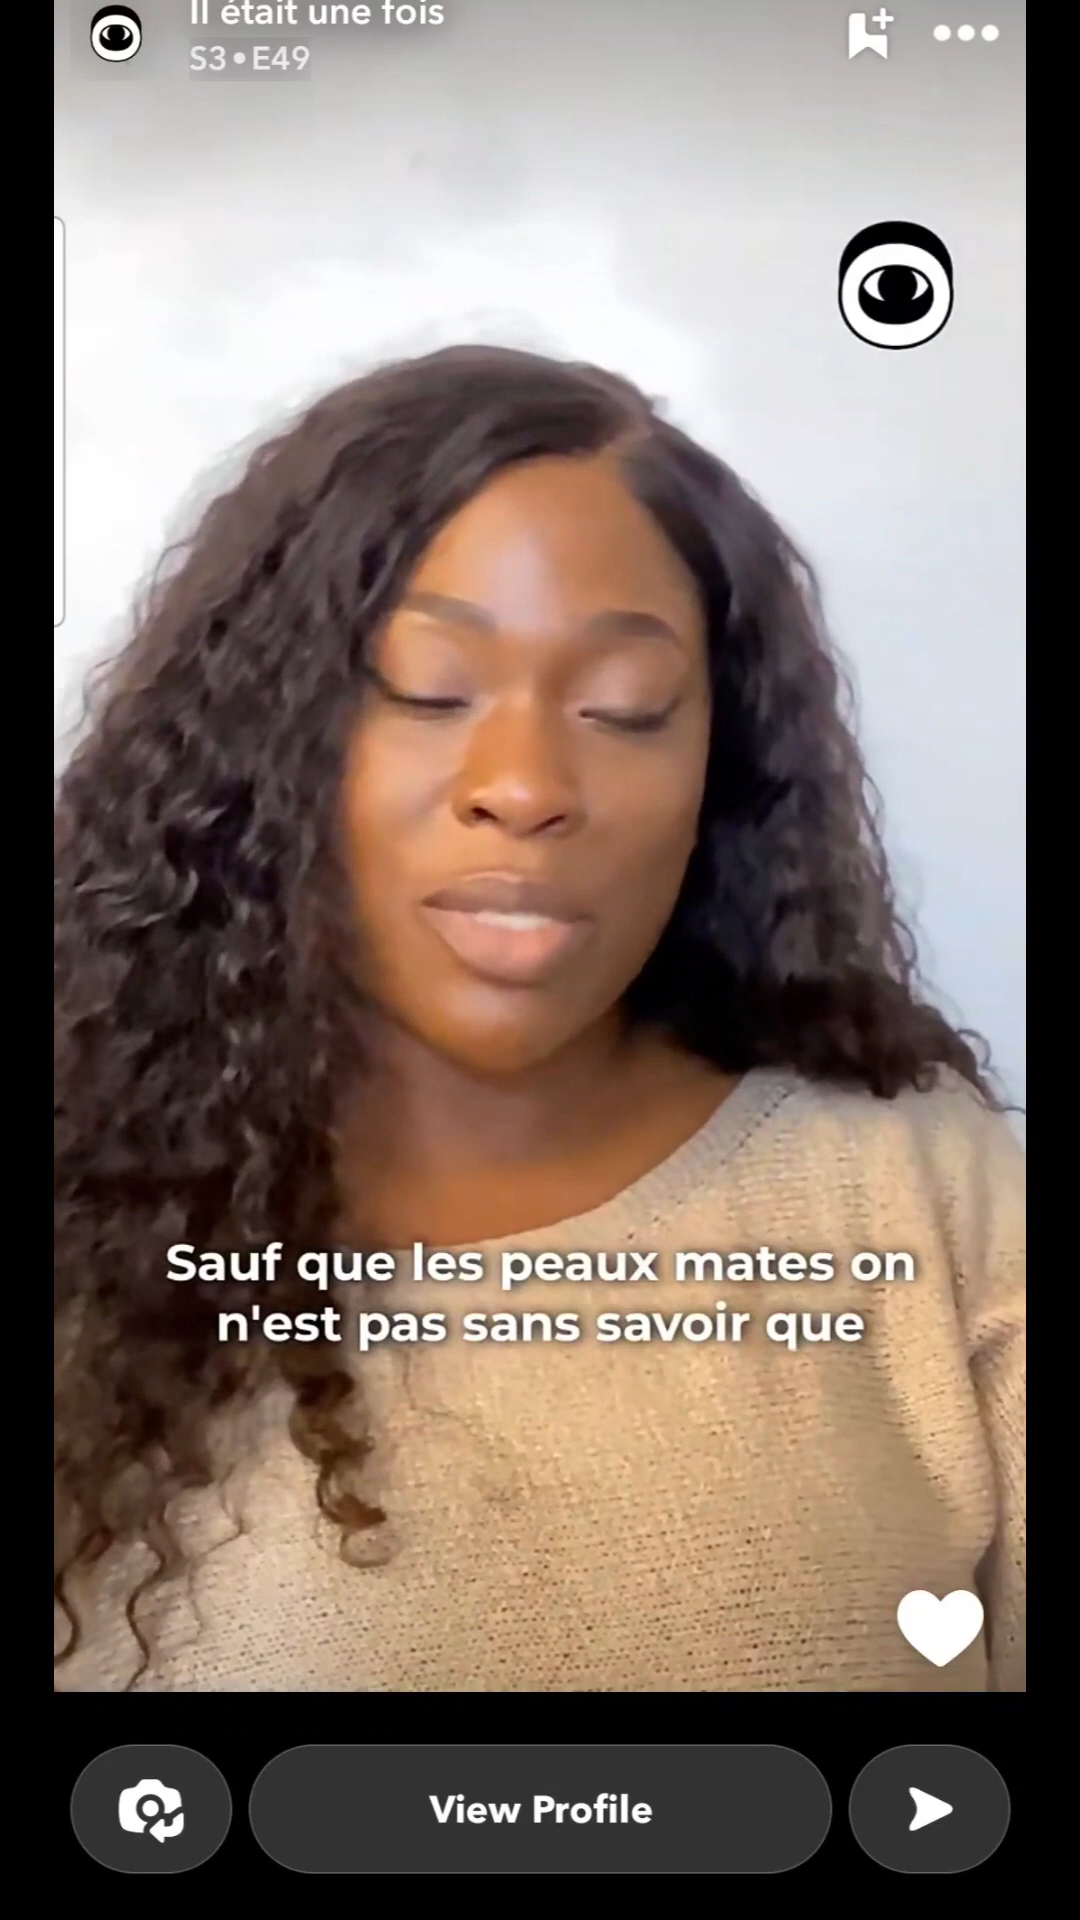 Il était une fois
S3•E49
Sauf que les peaux mates on
n'est pas sans savoir que
View Profile